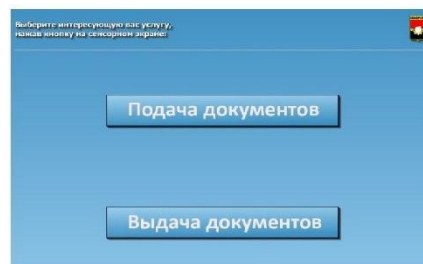 Выберите интересующую вас услугу,
нажав кнопку на сенсорном экране:
Подача документов
Выдача документов